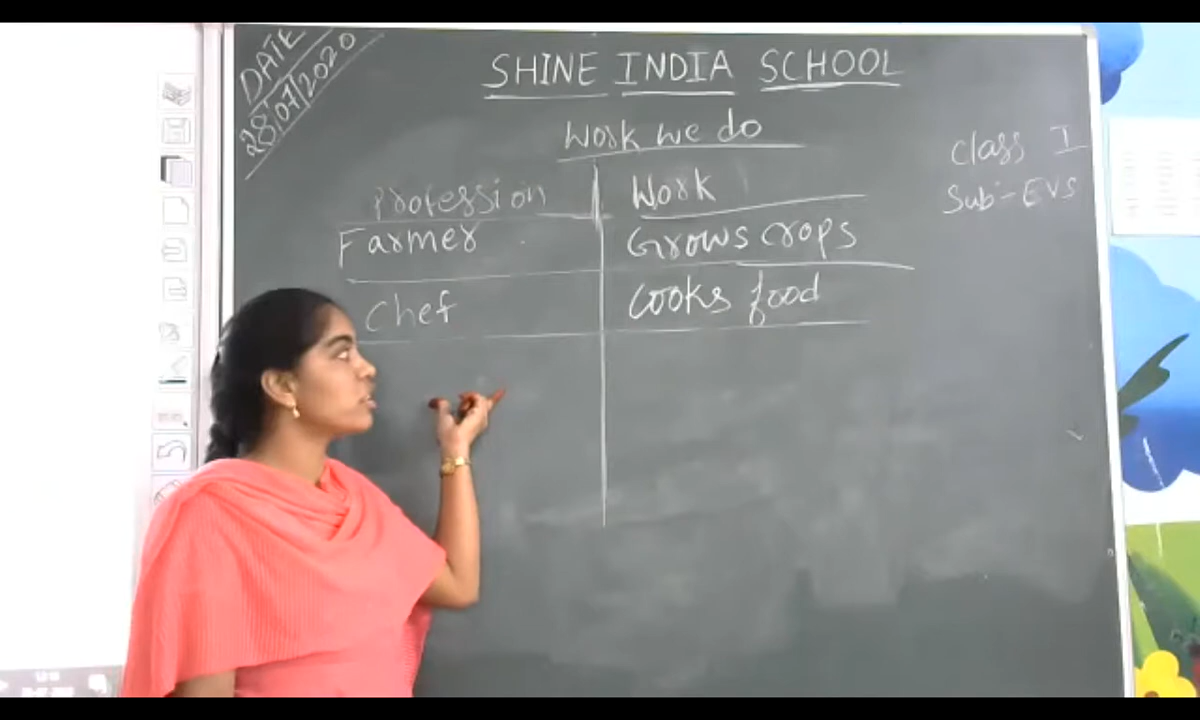 DATE
28/07/2020
SHINE INDIA SCHOOL
Work we do
Class I
Sub:- EVS
Profession Work
Farmer Grows crops
Chef Cooks food